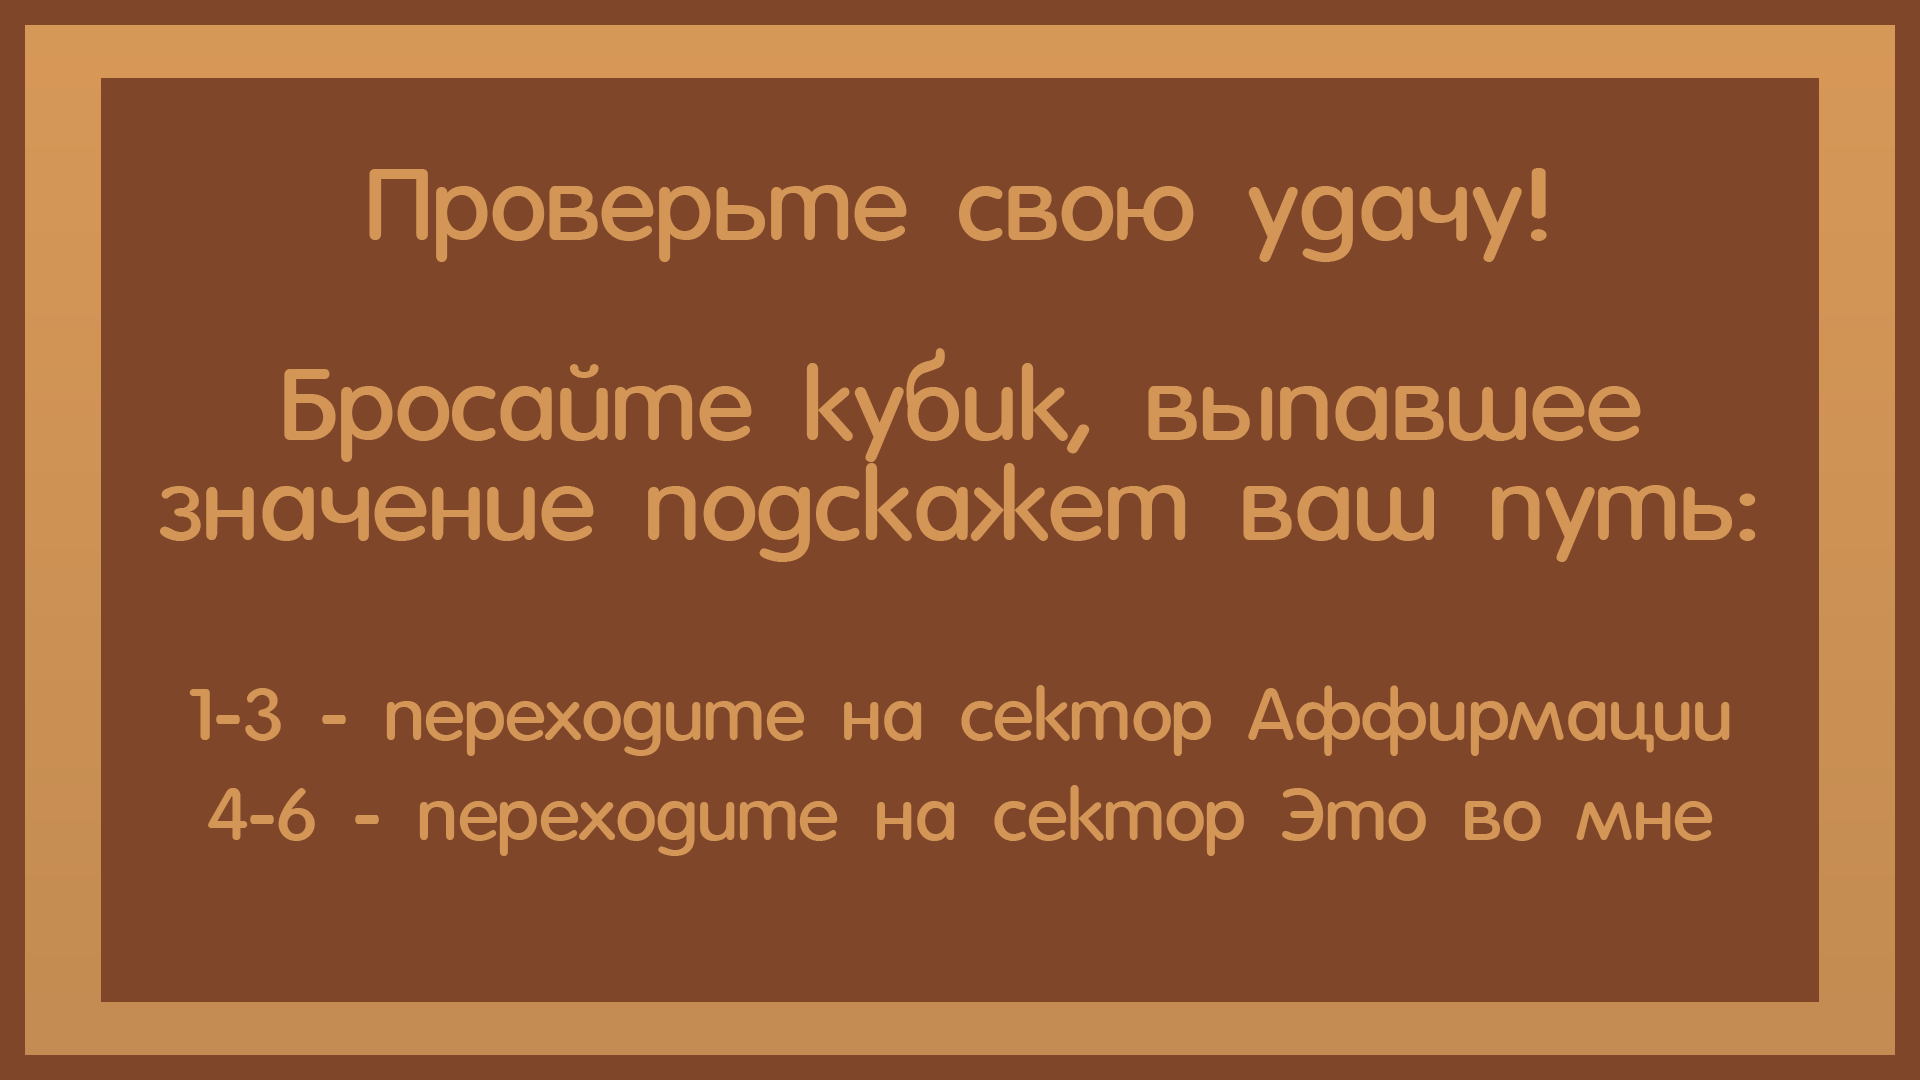 Проверьте свою удачу!
Бросайте кубик, выпавшее
значение подскажет ваш путь:
1-3 - переходите на сектор Аффирмации
4-6 - переходите на сектор Это во мне